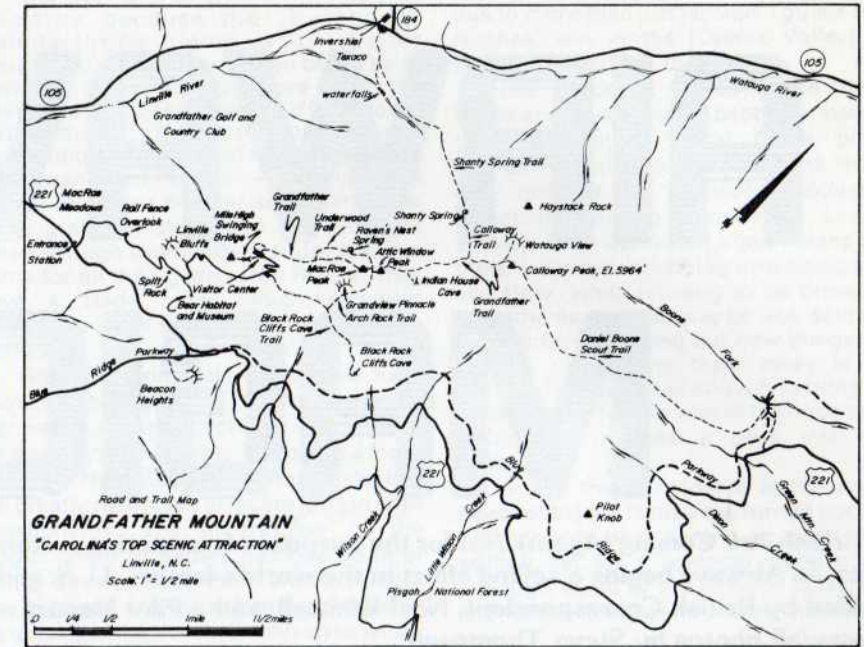 184
Invershiel
Texaco
105
Linville River
waterfalls
Watauga River
105
Grandfather Golf and
Country Club
Shanty Spring Trail
221
MacRae
Meadows
Rail Fence
Overlook
Linville
Bluffs
Mile High
Swinging
Bridge
Grandfather
Trail
Underwood
Trail
Raven's Nest
Spring
Shanty Spring
Haystack Rock
Attic Window
Peak
Calloway
Trail
Watauga View
Entrance
Station
MacRae
Peak
Indian House
Cave
Calloway Peak, El. 5964'
Split
Rock
Visitor Center
Bear Habitat
and Museum
Grandview Pinnacle
Arch Rock Trail
Grandfather
Trail
Black Rock
Cliffs Cave
Trail
Black Rock
Cliffs Cave
Boone Fork
Daniel Boone
Scout Trail
Blue Ridge Parkway
Beacon
Heights
221
Blue Ridge Parkway
221
Pilot
Knob
Wilson Creek
Little Wilson Creek
Pisgah National Forest
Road and Trail Map
GRANDFATHER MOUNTAIN
"CAROLINA'S TOP SCENIC ATTRACTION"
Linville, N.C.
Scale: 1" = 1/2 mile
0 1/4 1/2 1mile 1 1/2 miles